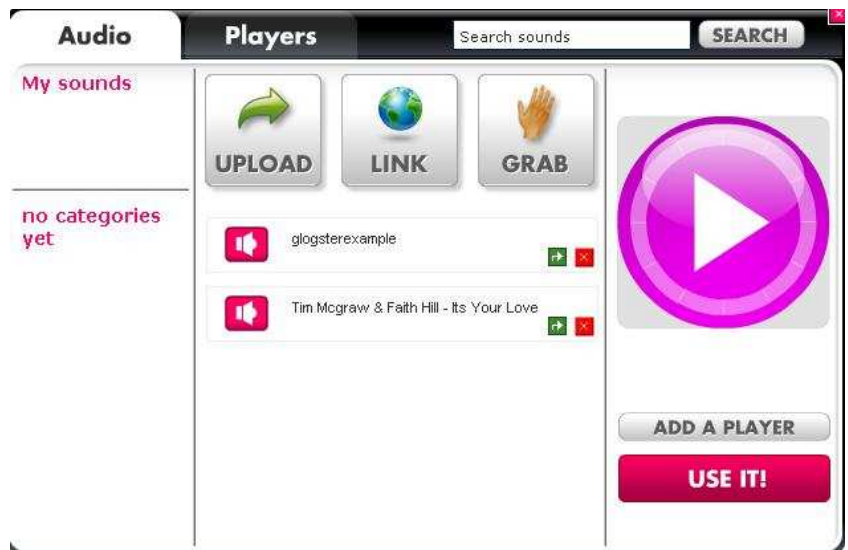 Audio
Players
Search sounds
SEARCH
My sounds
no categories
yet
UPLOAD
LINK
GRAB
glogsterexample
Tim Mcgraw & Faith Hill - Its Your Love
ADD A PLAYER
USE IT!